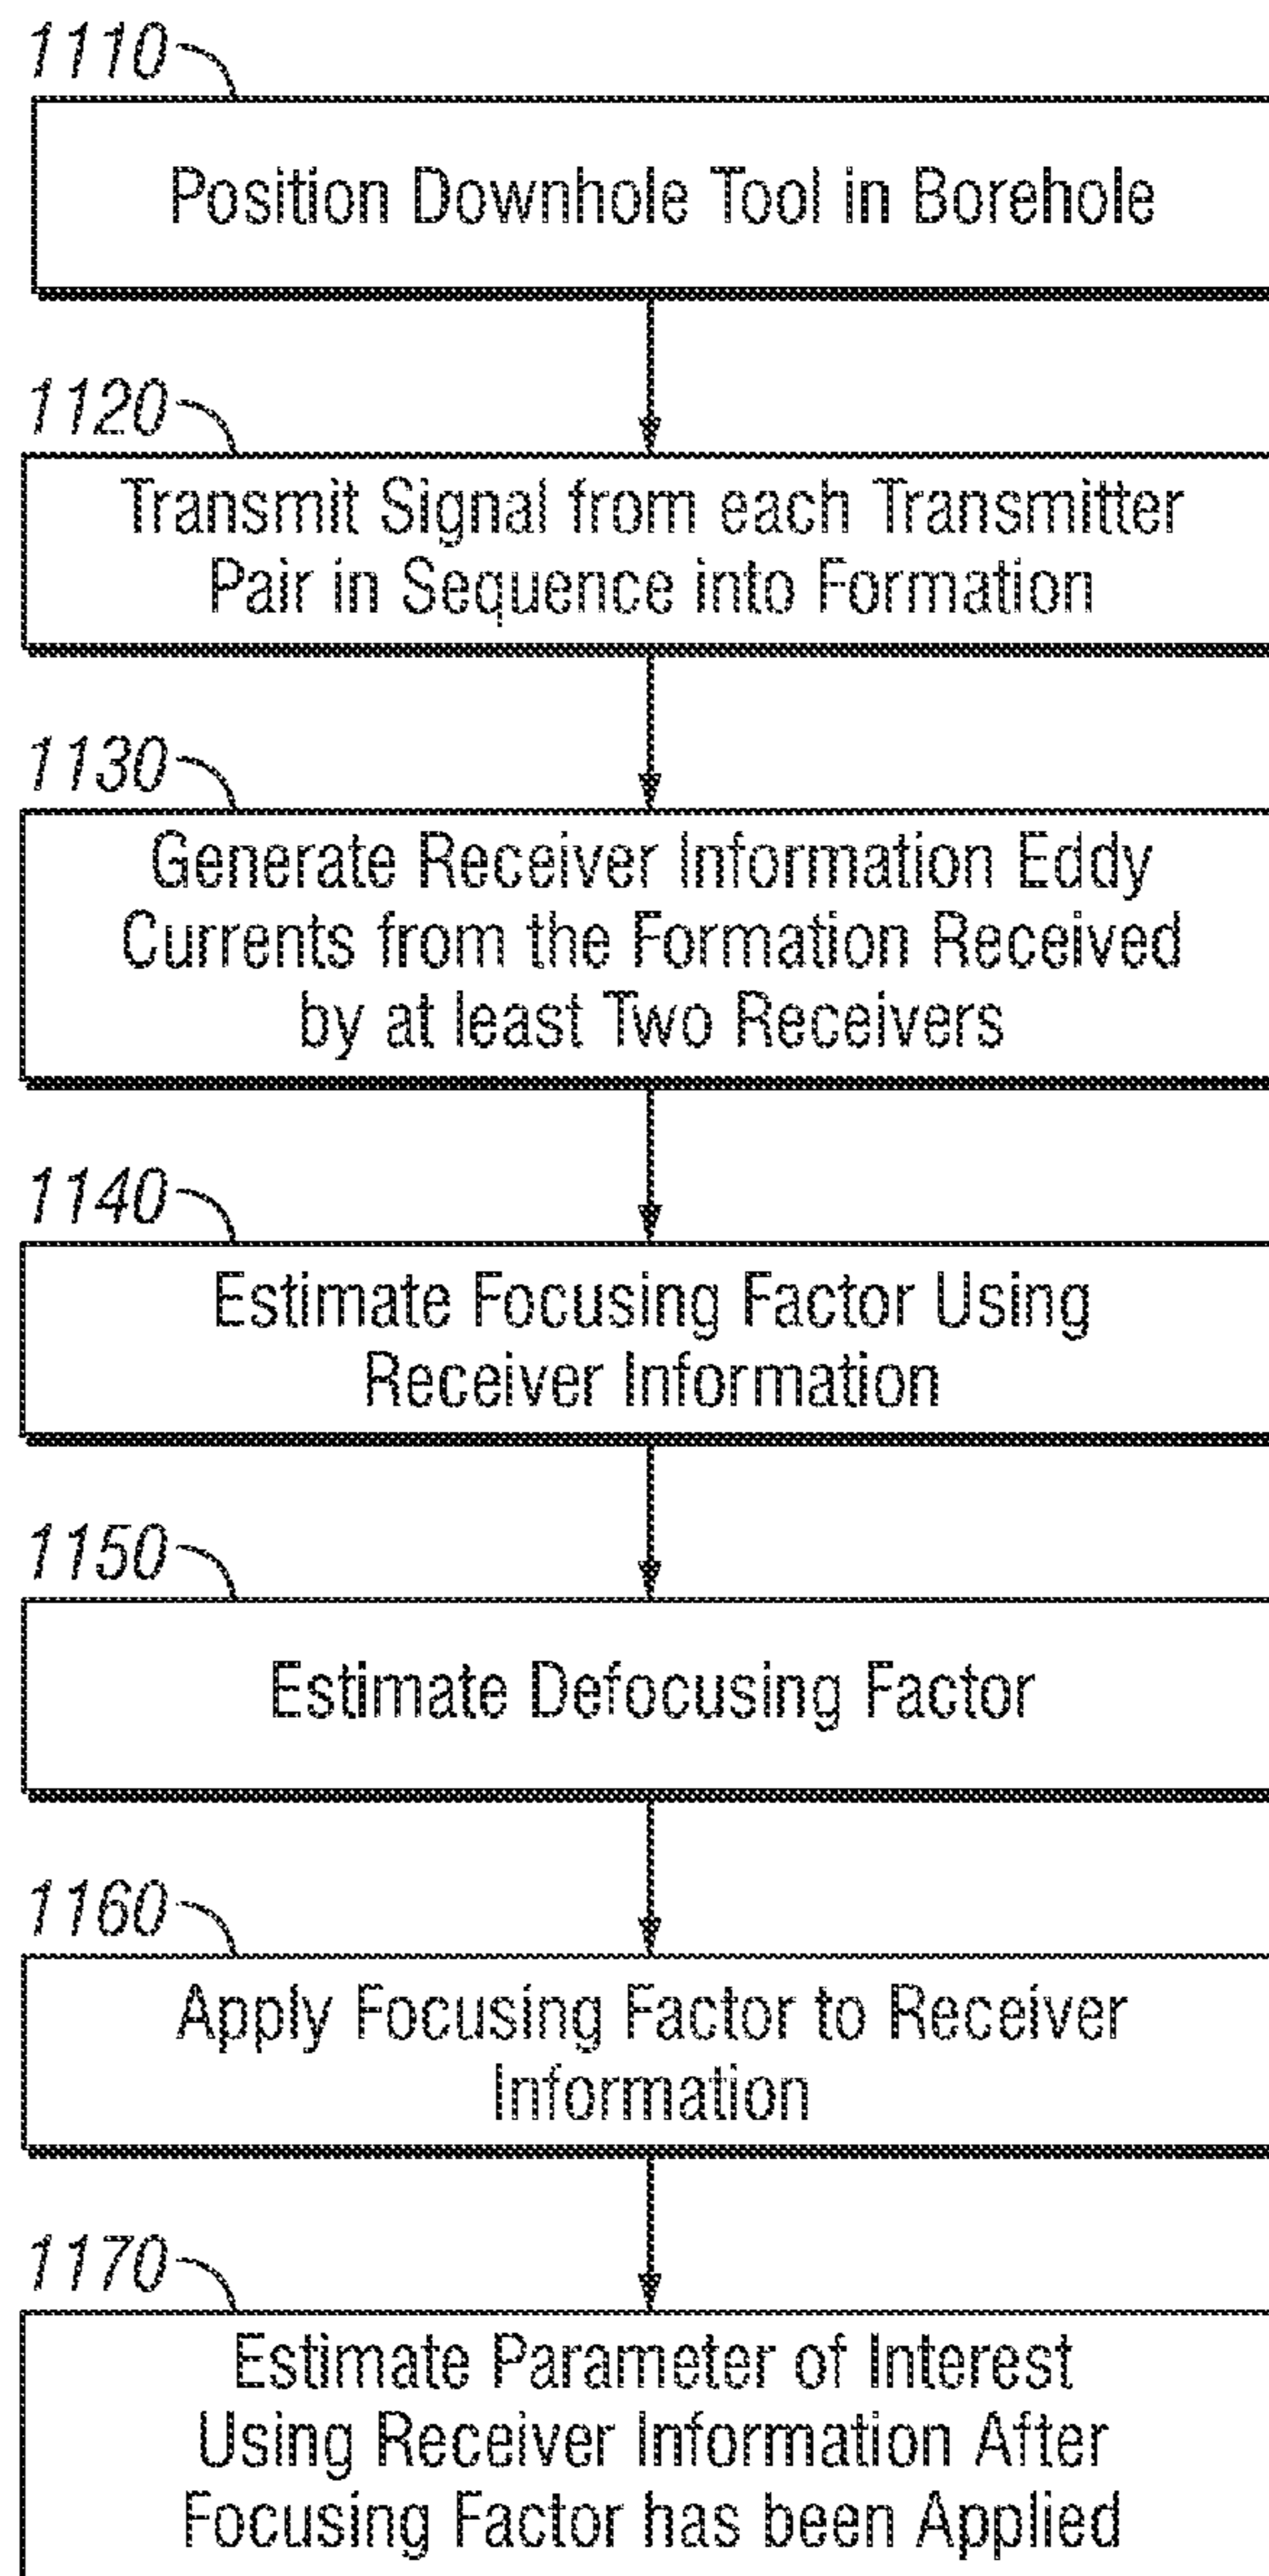 1110
Position Downhole Tool in Borehole
1120
Transmit Signal from each Transmitter
Pair in Sequence into Formation
1130
Generate Receiver Information Eddy
Currents from the Formation Received
by at least Two Receivers
1140
Estimate Focusing Factor Using
Receiver Information
1150
Estimate Defocusing Factor
1160
Apply Focusing Factor to Receiver
Information
1170
Estimate Parameter of Interest
Using Receiver Information After
Focusing Factor has been Applied